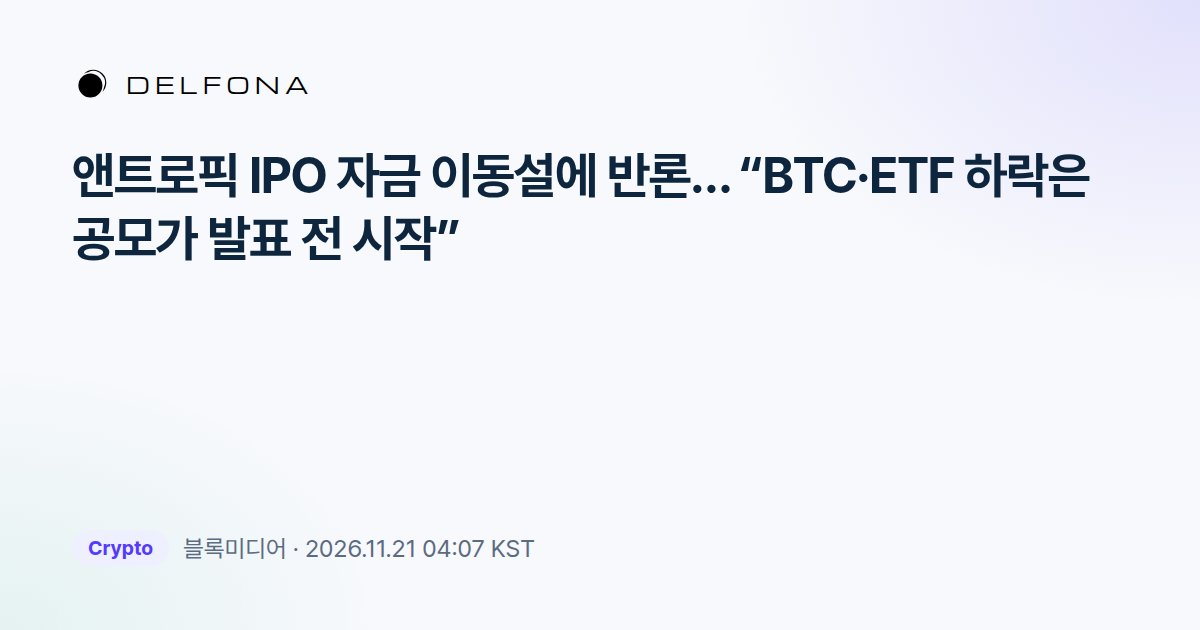 DELFONA
앤트로픽 IPO 자금 이동설에 반론… “BTC·ETF 하락은
공모가 발표 전 시작”
Crypto 블록미디어 · 2026.11.21 04:07 KST